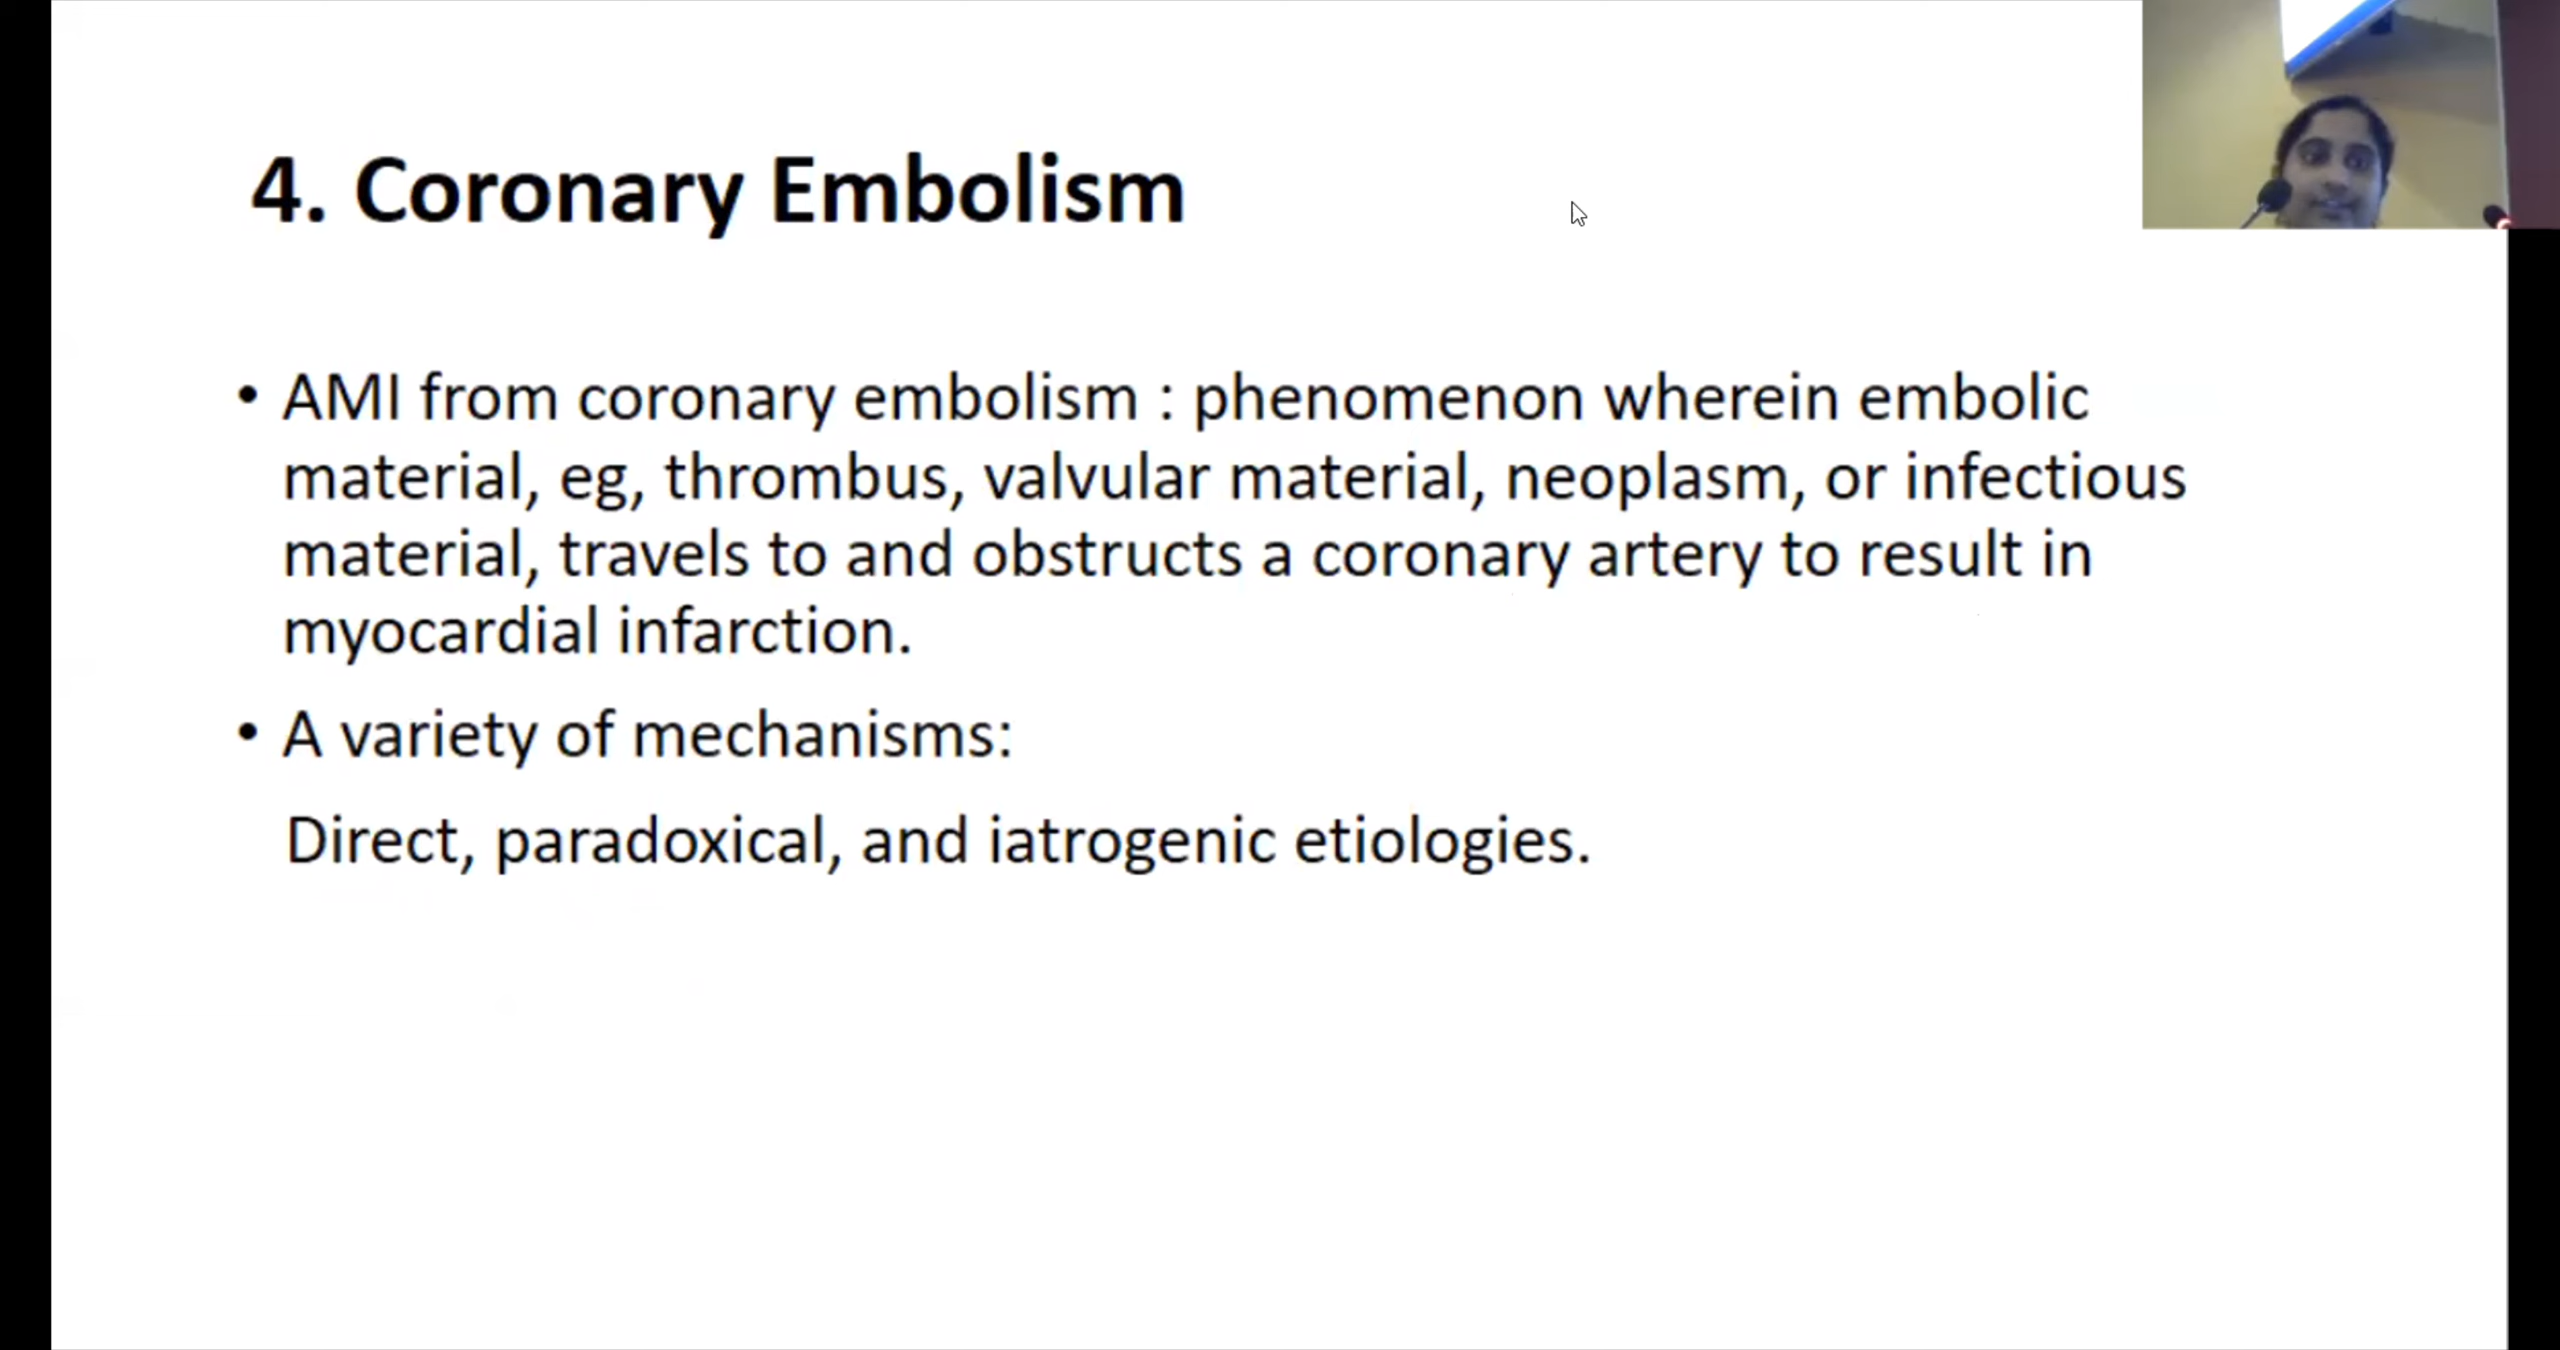 4. Coronary Embolism
• AMI from coronary embolism : phenomenon wherein embolic
material, eg, thrombus, valvular material, neoplasm, or infectious
material, travels to and obstructs a coronary artery to result in
myocardial infarction.
• A variety of mechanisms:
Direct, paradoxical, and iatrogenic etiologies.